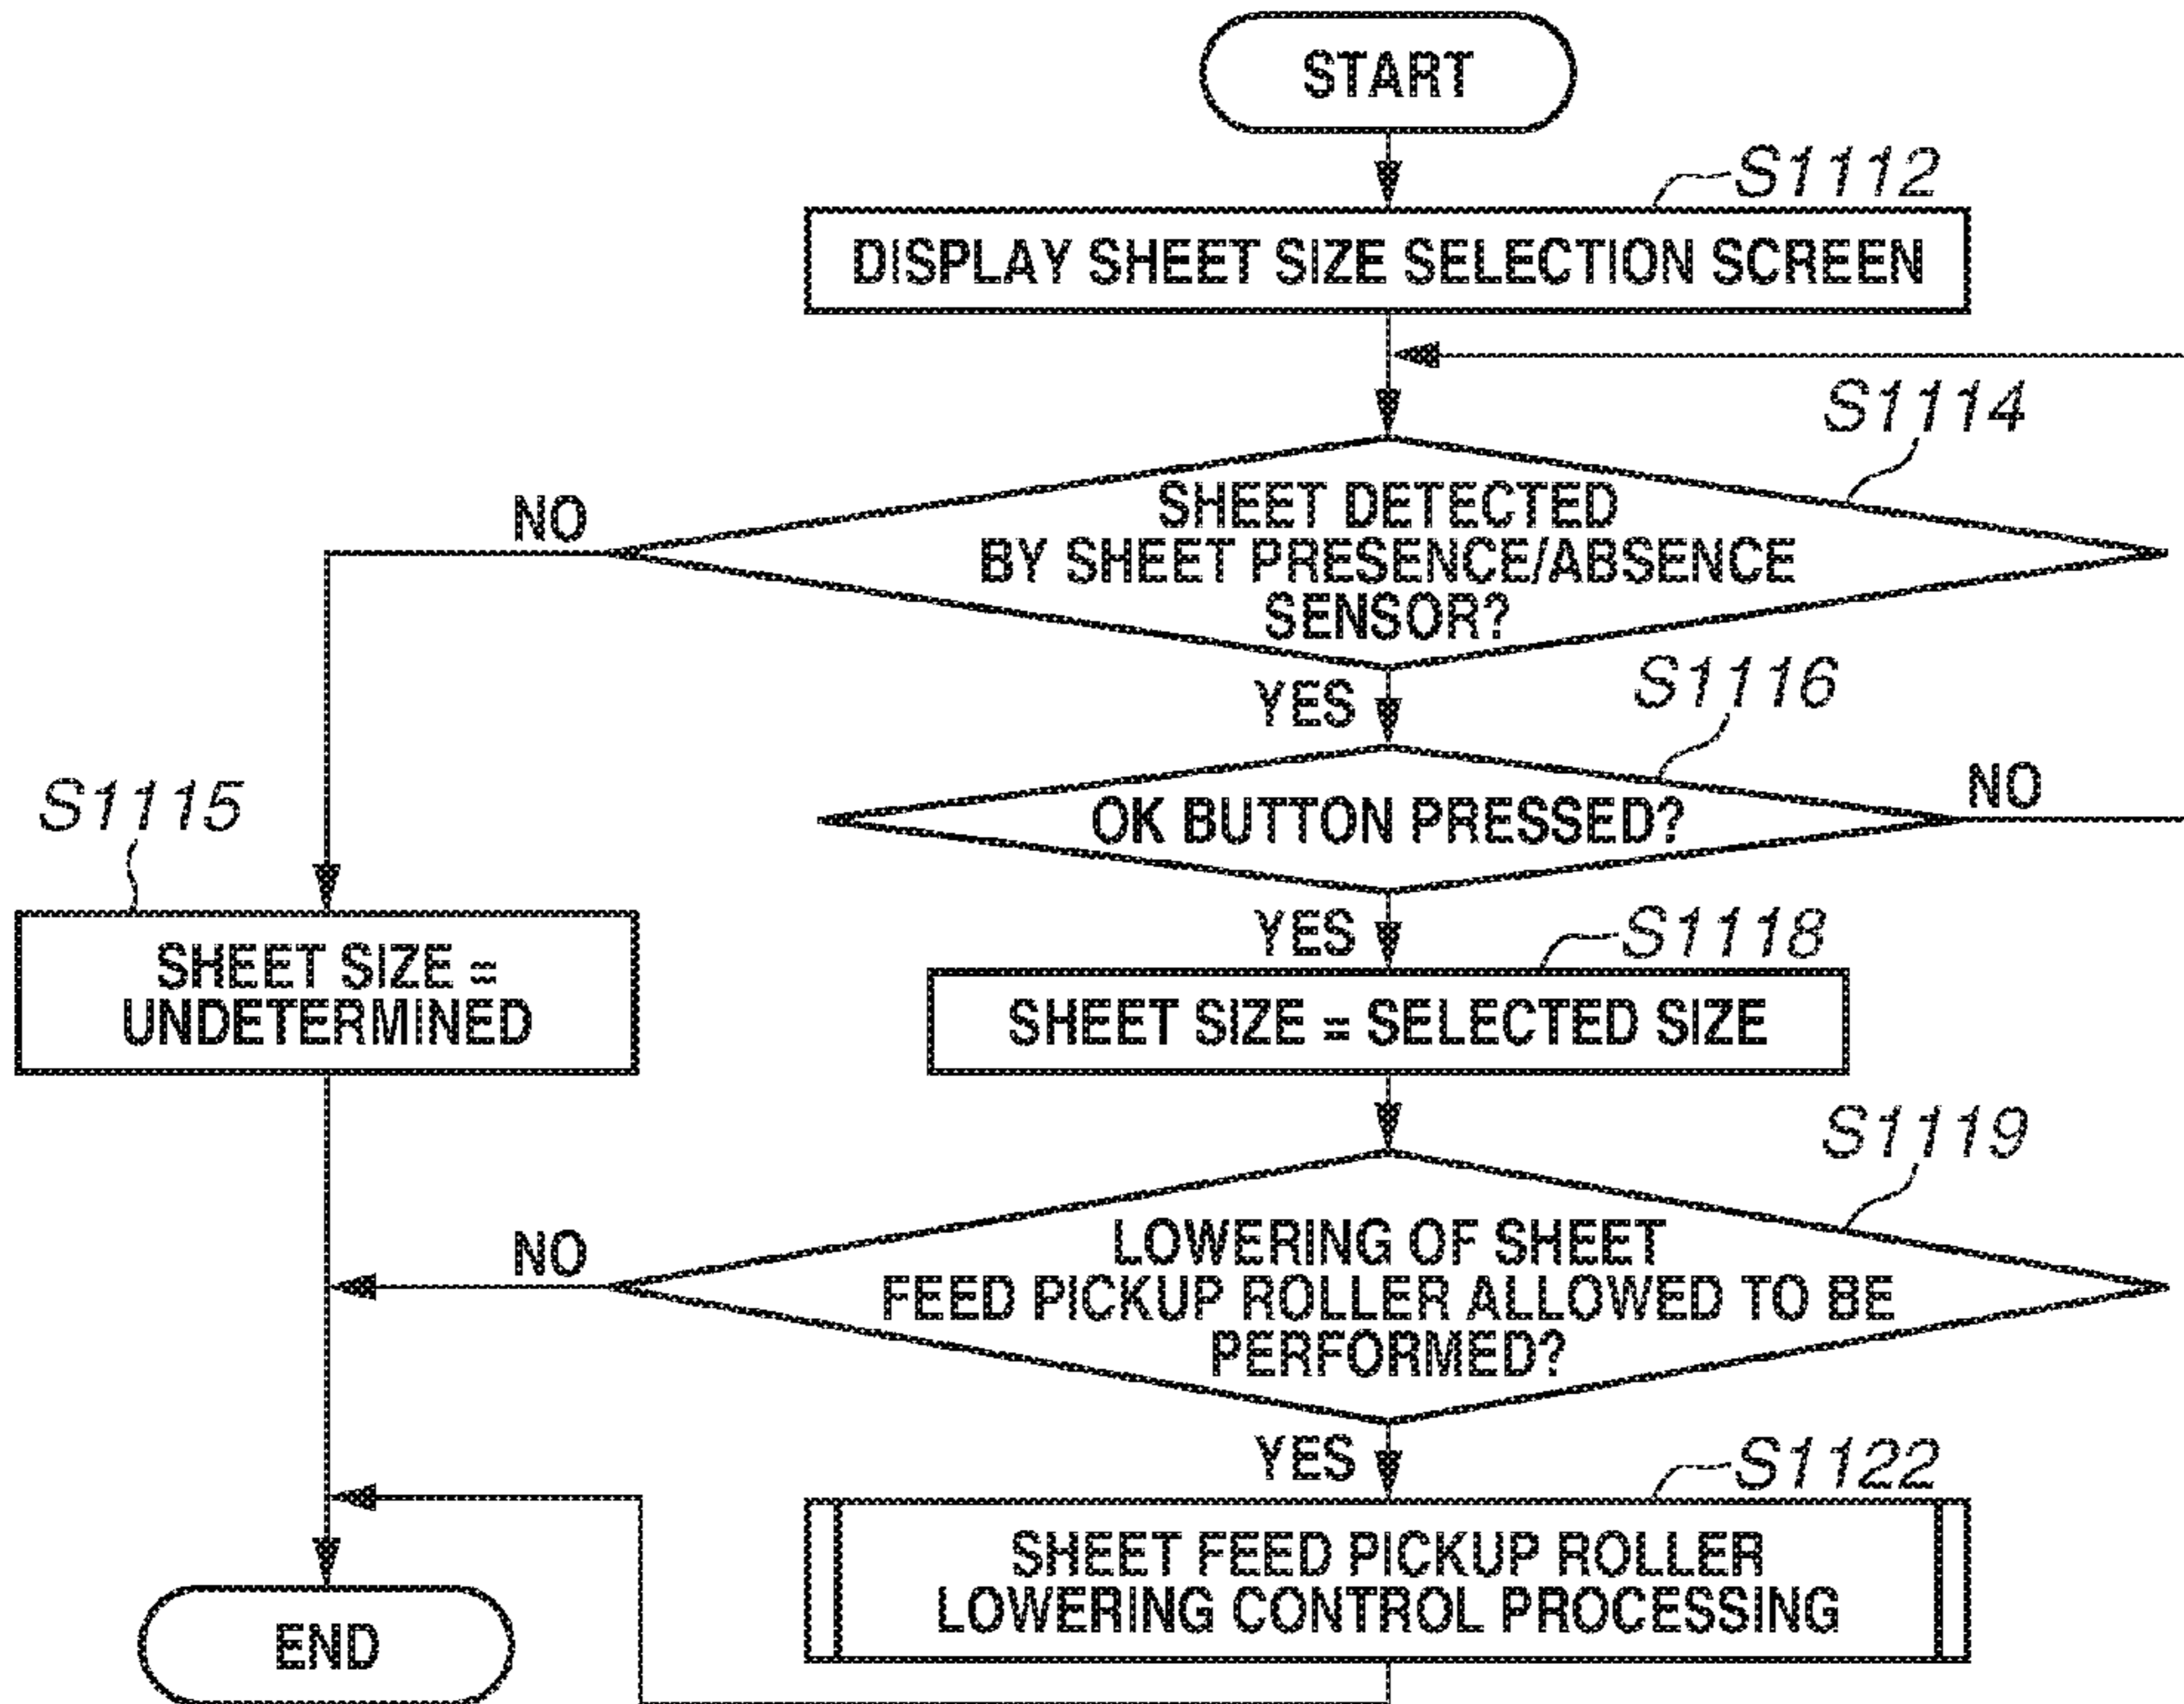 START
S1112
DISPLAY SHEET SIZE SELECTION SCREEN
S1114
SHEET DETECTED
BY SHEET PRESENCE/ABSENCE
SENSOR?
NO
YES
S1116
OK BUTTON PRESSED?
NO
S1115
SHEET SIZE =
UNDETERMINED
YES
S1118
SHEET SIZE = SELECTED SIZE
S1119
LOWERING OF SHEET
FEED PICKUP ROLLER ALLOWED TO BE
PERFORMED?
NO
YES
S1122
SHEET FEED PICKUP ROLLER
LOWERING CONTROL PROCESSING
END